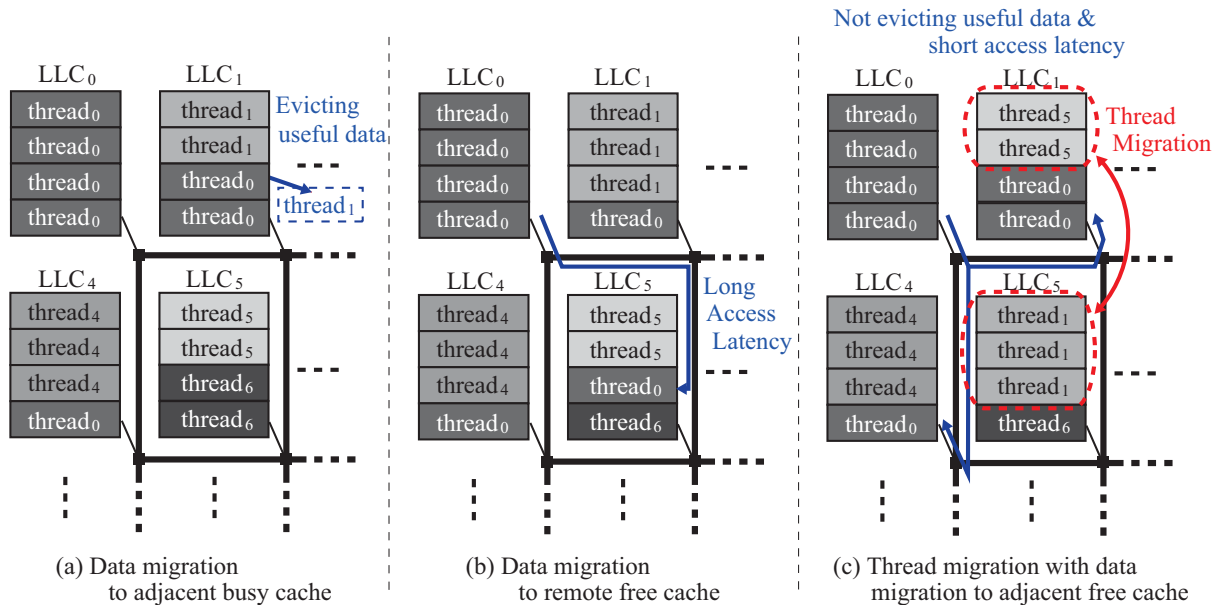 LLC0
LLC1
thread0
thread0
thread0
thread0
thread1
thread1
thread0
thread0
Evicting
useful data
thread1
LLC4
LLC5
thread4
thread4
thread4
thread0
thread5
thread5
thread6
thread6
(a) Data migration
to adjacent busy cache
LLC0
LLC1
thread0
thread0
thread0
thread0
thread1
thread1
thread1
LLC4
LLC5
thread4
thread4
thread4
thread0
thread5
thread5
thread0
thread6
Long
Access
Latency
(b) Data migration
to remote free cache
Not evicting useful data &
short access latency
LLC0
LLC1
thread0
thread0
thread0
thread0
thread5
thread5
thread0
thread0
Thread
Migration
LLC4
LLC5
thread4
thread4
thread4
thread0
thread1
thread1
thread1
thread6
(c) Thread migration with data
migration to adjacent free cache